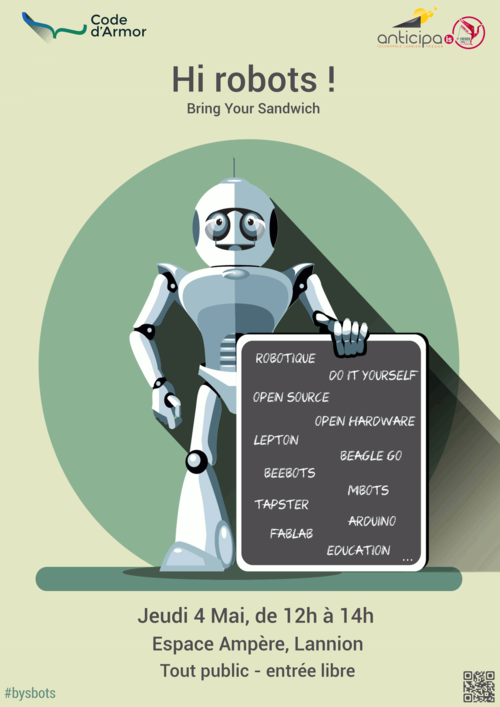 Code
d'Armor
anticipa
Hi robots !
Bring Your Sandwich
ROBOTIQUE
DO IT YOURSELF
OPEN SOURCE
OPEN HARDWARE
LEPTON
BEAGLE GO
BEEBOTS
MBOTS
TAPSTER
ARDUINO
FABLAB
EDUCATION ...
Jeudi 4 Mai, de 12h à 14h
Espace Ampère, Lannion
Tout public - entrée libre
#bysbots